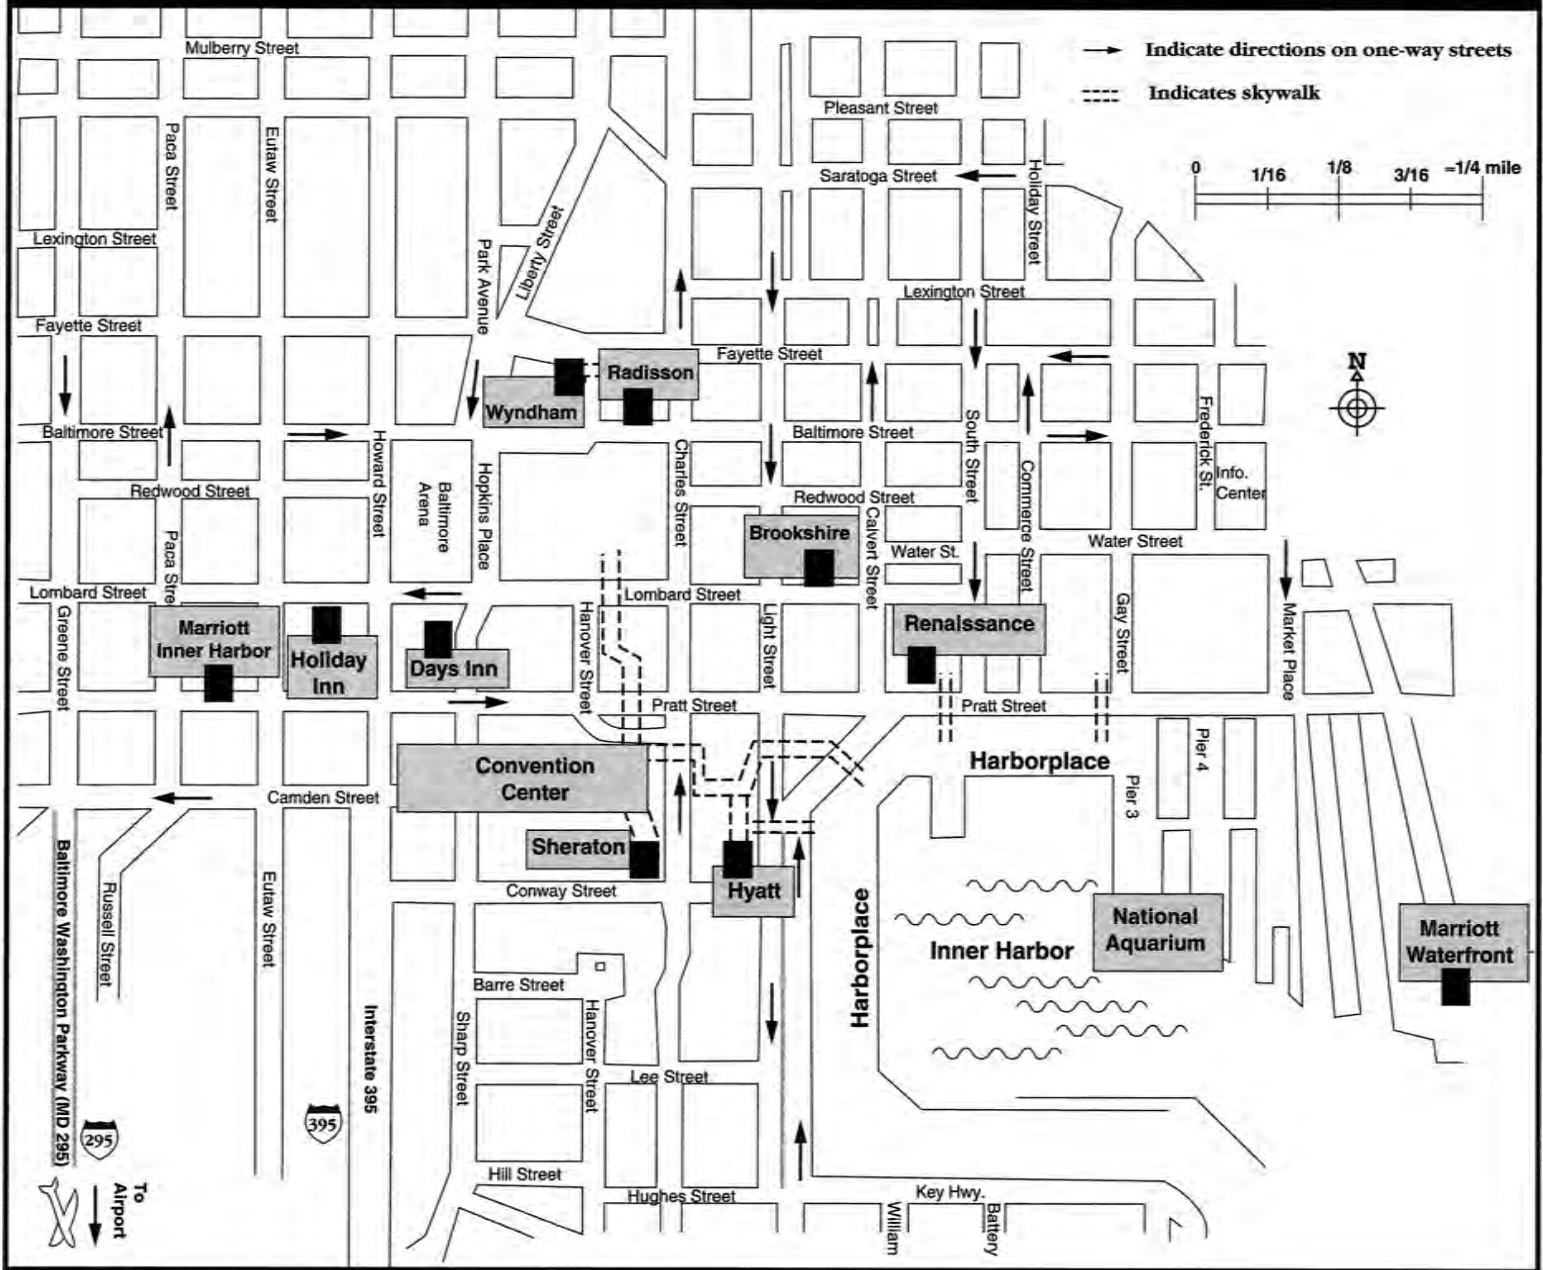 Mulberry Street
Indicate directions on one-way streets
Indicates skywalk
Pleasant Street
Paca Street
Eutaw Street
Saratoga Street
Holiday Street
0
1/16
1/8
3/16
=1/4 mile
Lexington Street
Park Avenue
Liberty Street
Lexington Street
Fayette Street
Fayette Street
N
Radisson
Wyndham
Baltimore Street
Howard Street
Baltimore
Arena
Hopkins Place
Charles Street
Baltimore Street
South Street
Commerce Street
Frederick St.
Info.
Center
Redwood Street
Redwood Street
Calvert Street
Brookshire
Water St.
Water Street
Paca Stre
Lombard Street
Lombard Street
Greene Street
Marriott
Inner Harbor
Holiday
Inn
Days Inn
Hanover Street
Light Street
Renaissance
Gay Street
Market Place
Pratt Street
Pratt Street
Convention
Center
Harborplace
Pier 4
Pier 3
Camden Street
Sheraton
Hyatt
Conway Street
Baltimore Washington Parkway (MD 295)
Russell Street
Eutaw Street
Harborplace
Inner Harbor
National
Aquarium
Marriott
Waterfront
Barre Street
Interstate 395
Sharp Street
Hanover Street
Lee Street
295
395
Hill Street
Hughes Street
Key Hwy.
William
Battery
To
Airport